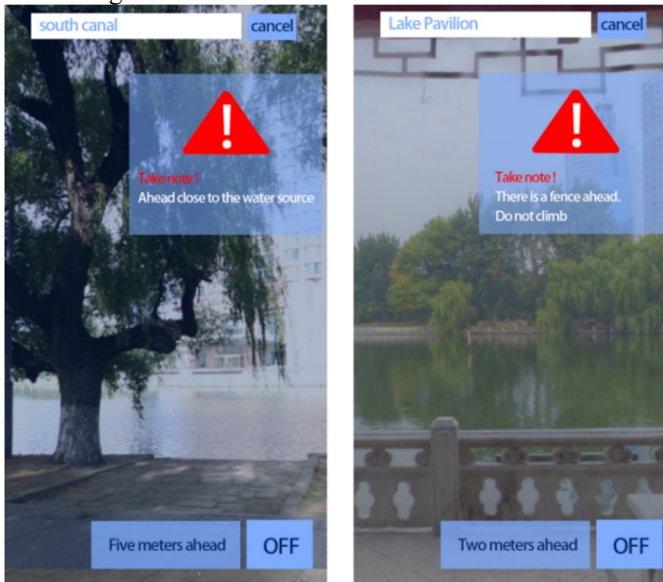 south canal
cancel
Take note !
Ahead close to the water source
Five meters ahead
OFF
Lake Pavilion
cancel
Take note !
There is a fence ahead.
Do not climb
Two meters ahead
OFF